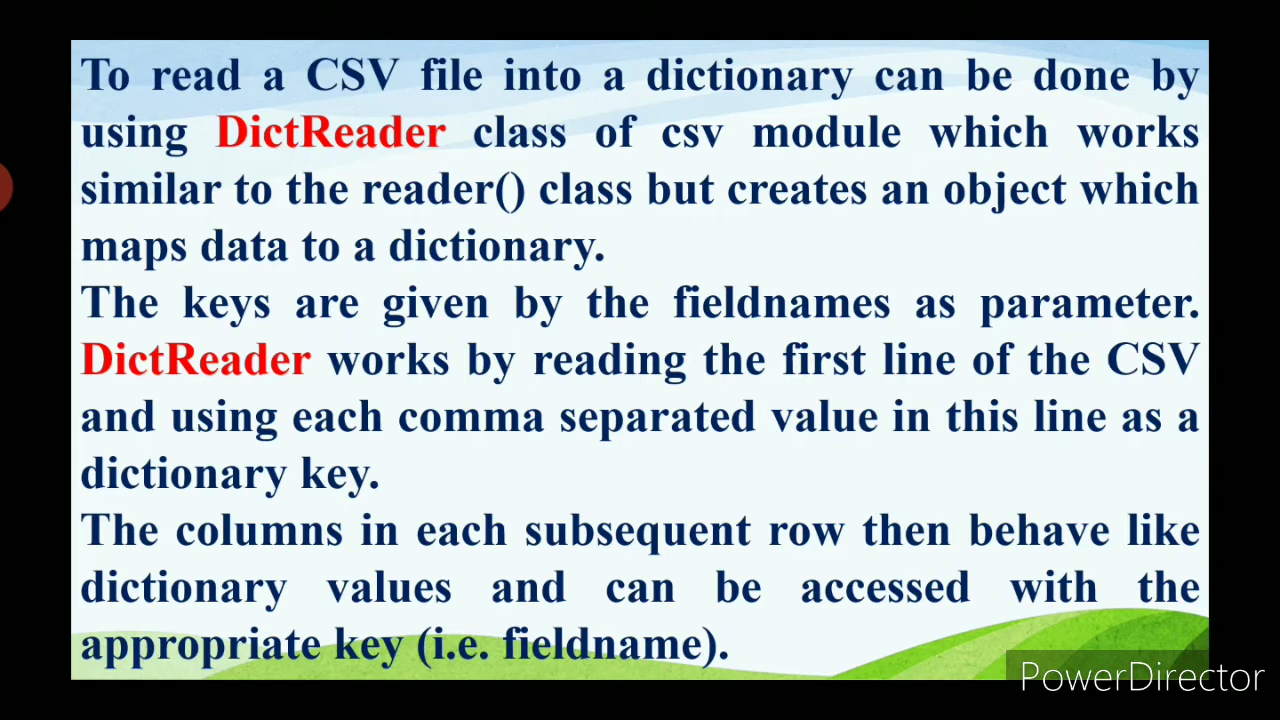 To read a CSV file into a dictionary can be done by
using DictReader class of csv module which works
similar to the reader() class but creates an object which
maps data to a dictionary.
The keys are given by the fieldnames as parameter.
DictReader works by reading the first line of the CSV
and using each comma separated value in this line as a
dictionary key.
The columns in each subsequent row then behave like
dictionary values and can be accessed with the
appropriate key (i.e. fieldname).
PowerDirector